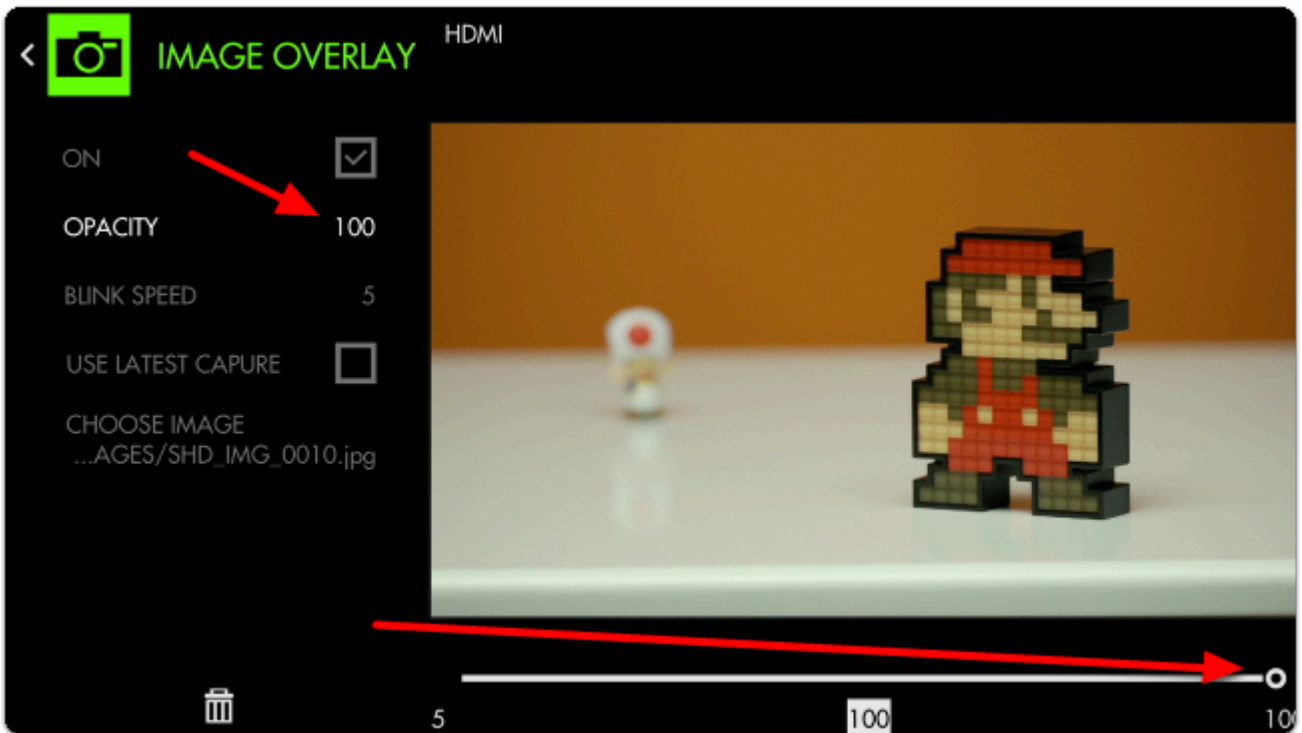 IMAGE OVERLAY
HDMI
ON
OPACITY 100
BLINK SPEED 5
USE LATEST CAPURE
CHOOSE IMAGE
...AGES/SHD_IMG_0010.jpg
5 100 100